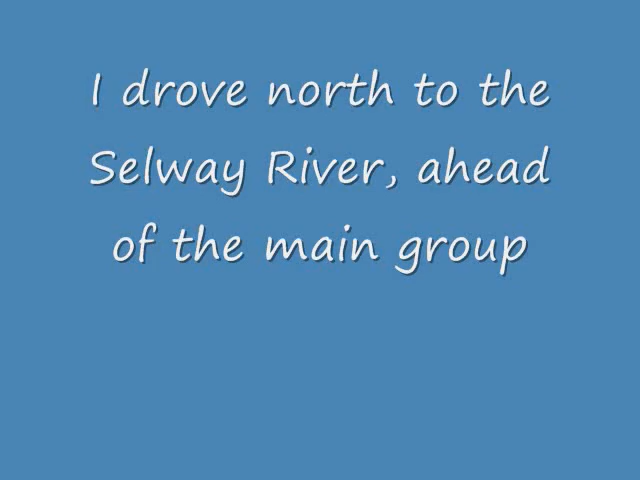 I drove north to the
Selway River, ahead
of the main group